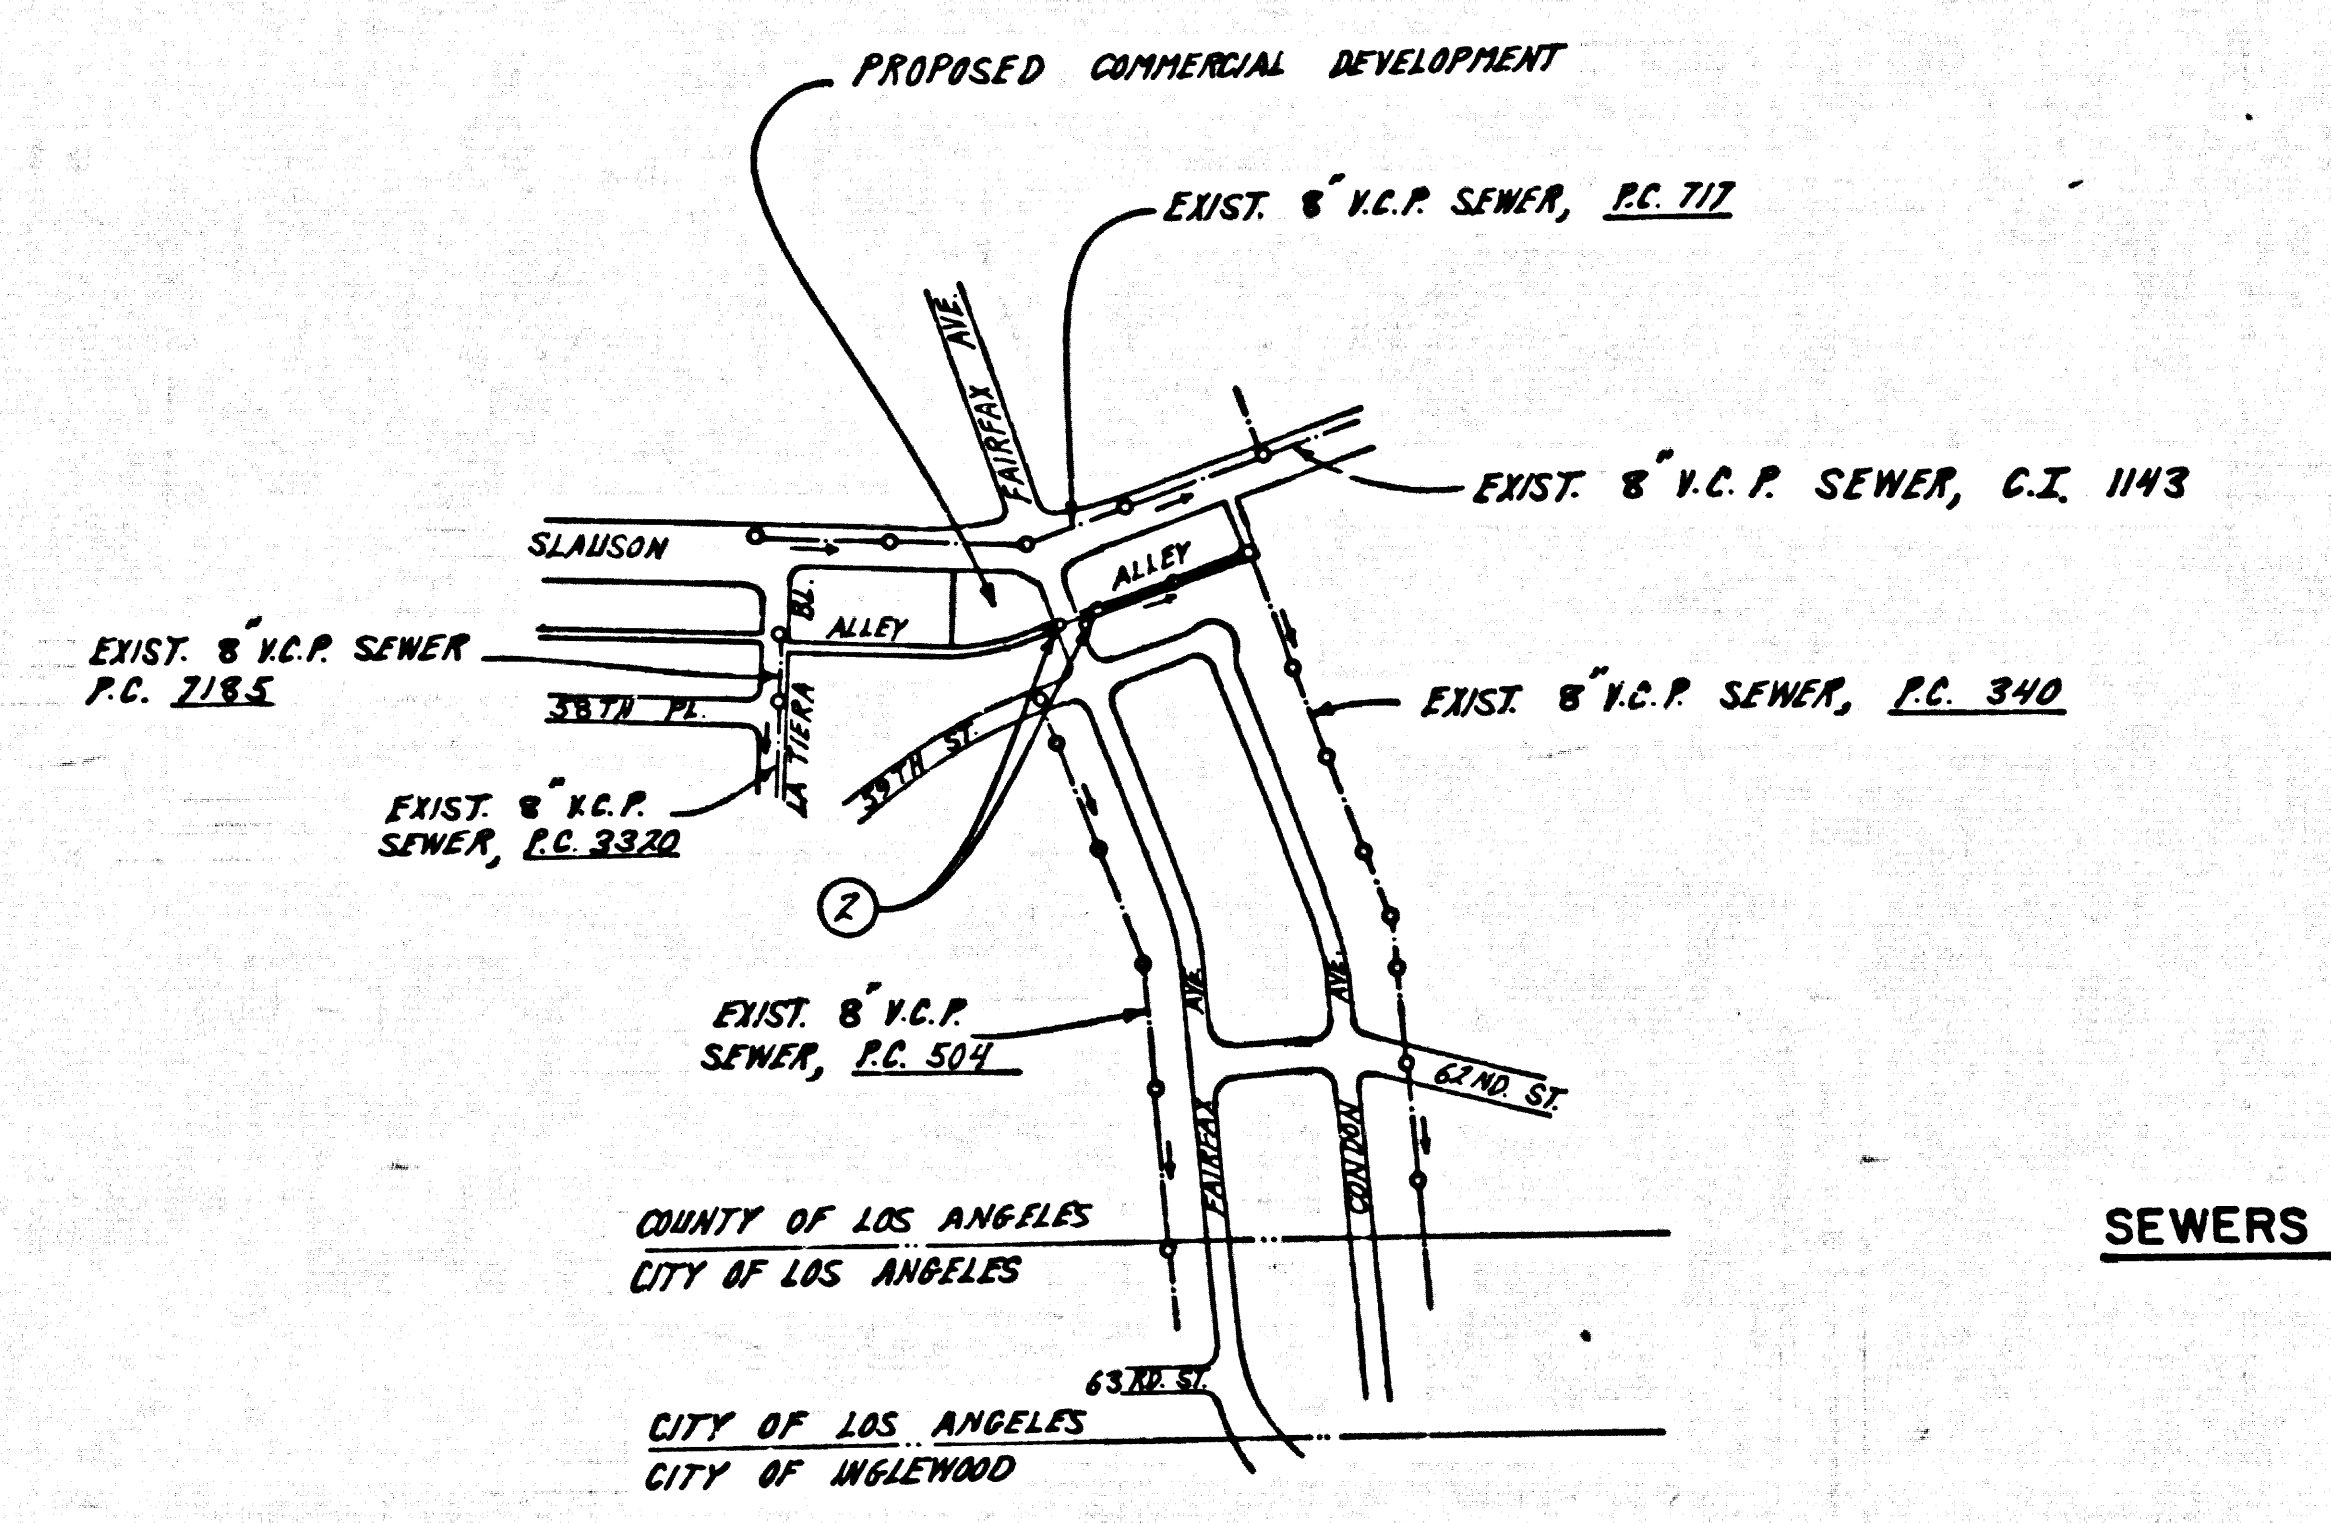 PROPOSED COMMERCIAL DEVELOPMENT
EXIST. 8" V.C.P. SEWER, P.C. 717
FAIRFAX AVE.
EXIST. 8" V.C.P. SEWER, C.I. 1143
SLAUSON
ALLEY
BL.
ALLEY
EXIST. 8" V.C.P. SEWER
P.C. 7185
58TH PL.
LA TIERA
59TH ST.
EXIST. 8" V.C.P. SEWER, P.C. 340
EXIST. 8" V.C.P.
SEWER, P.C. 3320
2
AVE.
AVE.
EXIST. 8" V.C.P.
SEWER, P.C. 504
62ND. ST.
FAIRFAX
CONDON
COUNTY OF LOS ANGELES
CITY OF LOS ANGELES
SEWERS
63RD. ST.
CITY OF LOS ANGELES
CITY OF INGLEWOOD